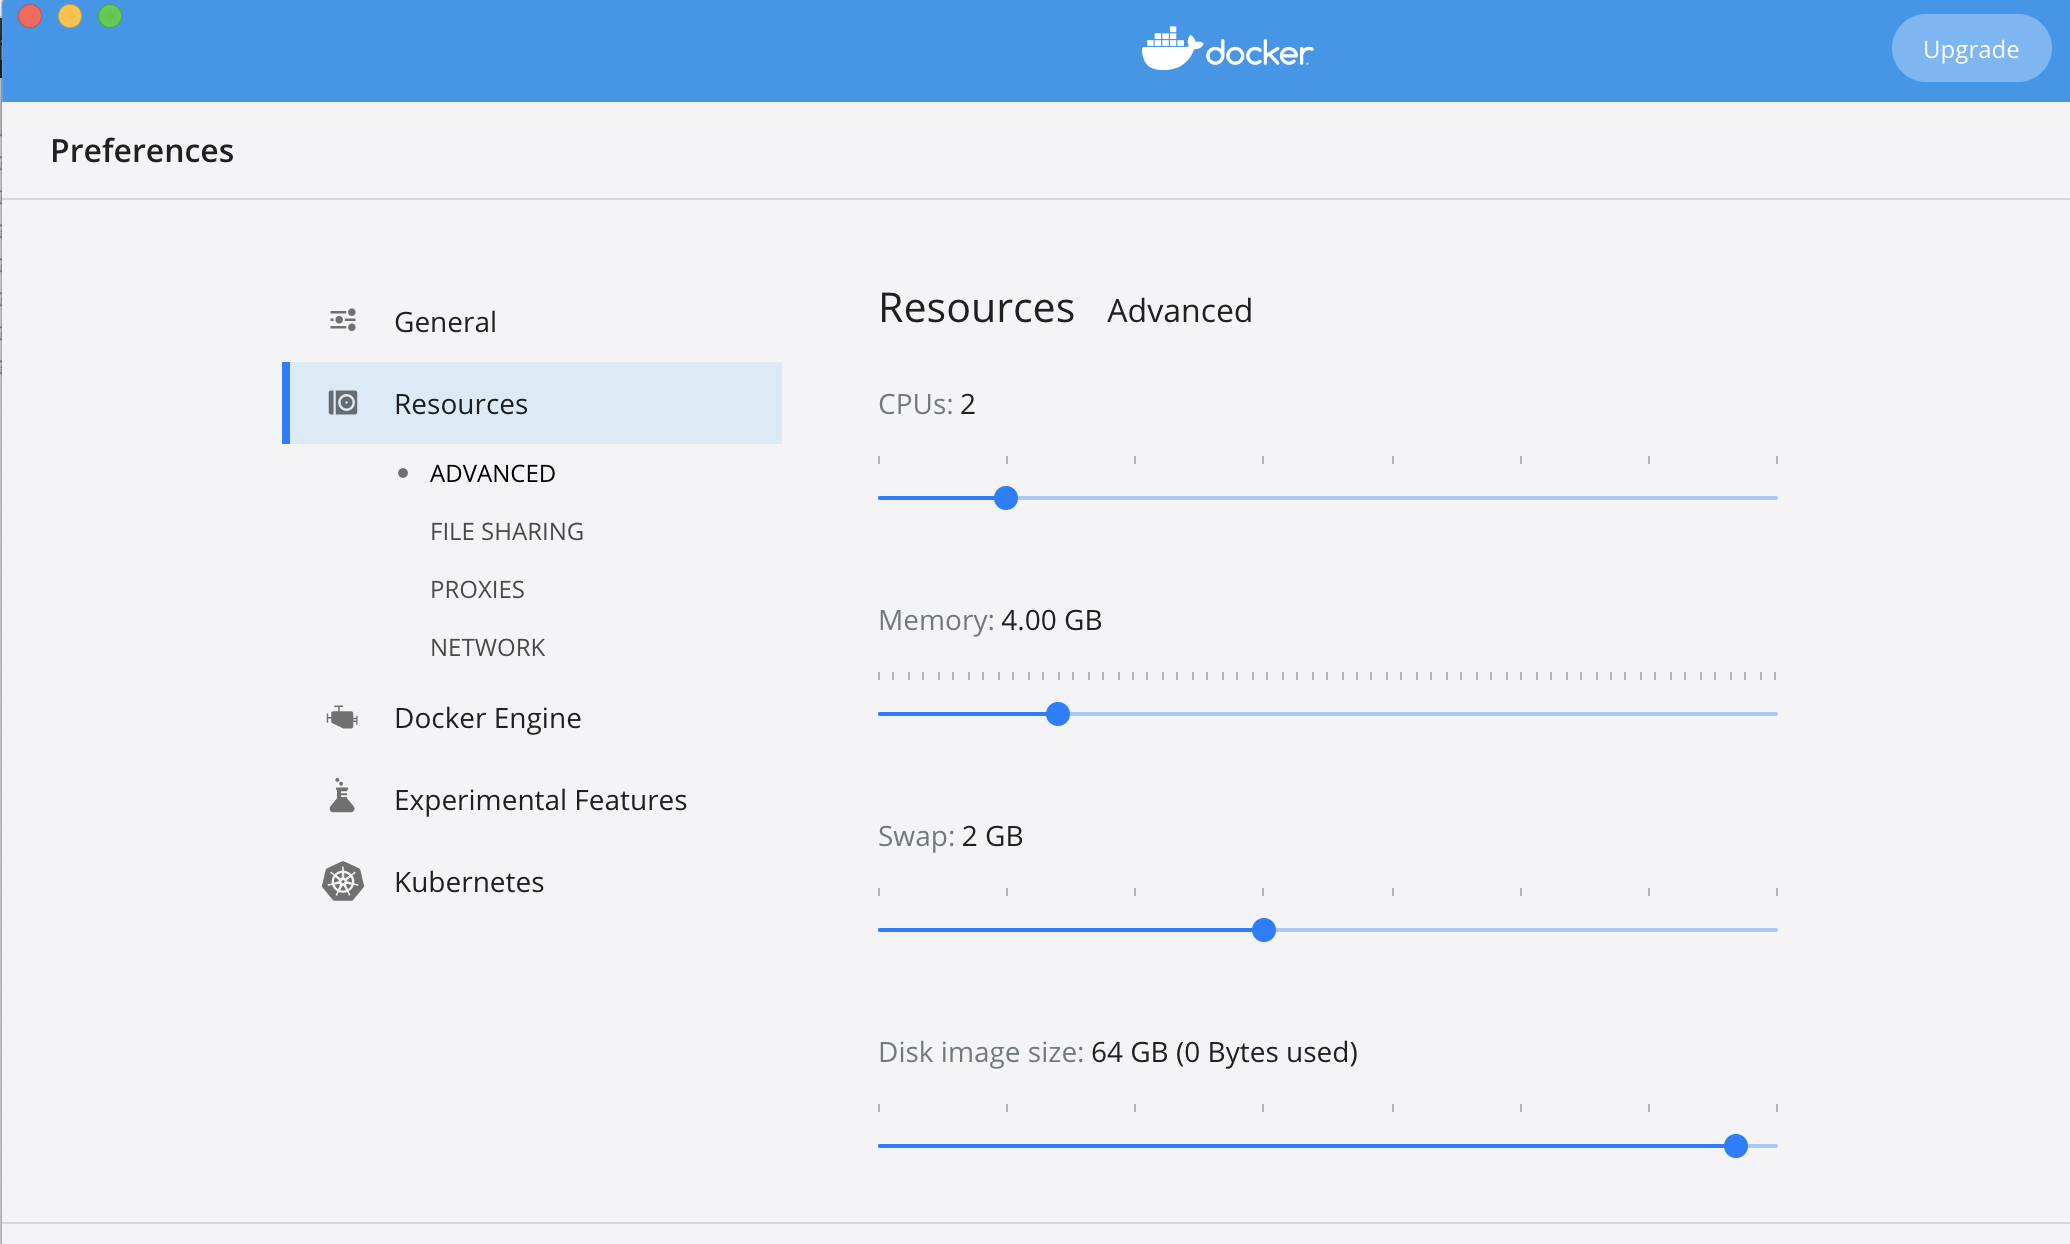 docker
Upgrade
Preferences
General
Resources
ADVANCED
FILE SHARING
PROXIES
NETWORK
Docker Engine
Experimental Features
Kubernetes
Resources Advanced
CPUs: 2
Memory: 4.00 GB
Swap: 2 GB
Disk image size: 64 GB (0 Bytes used)